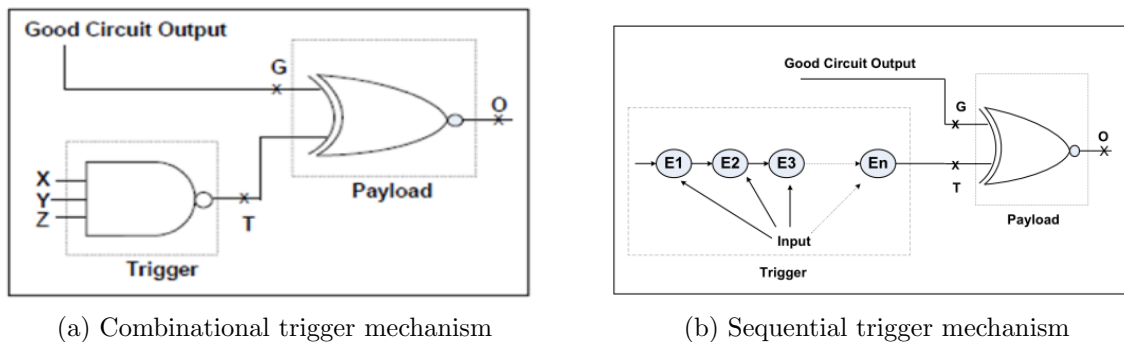 Good Circuit Output
G
O
X
Y
Z
T
Payload
Trigger
(a) Combinational trigger mechanism
Good Circuit Output
G
O
E1 E2 E3 En
T
Payload
Input
Trigger
(b) Sequential trigger mechanism